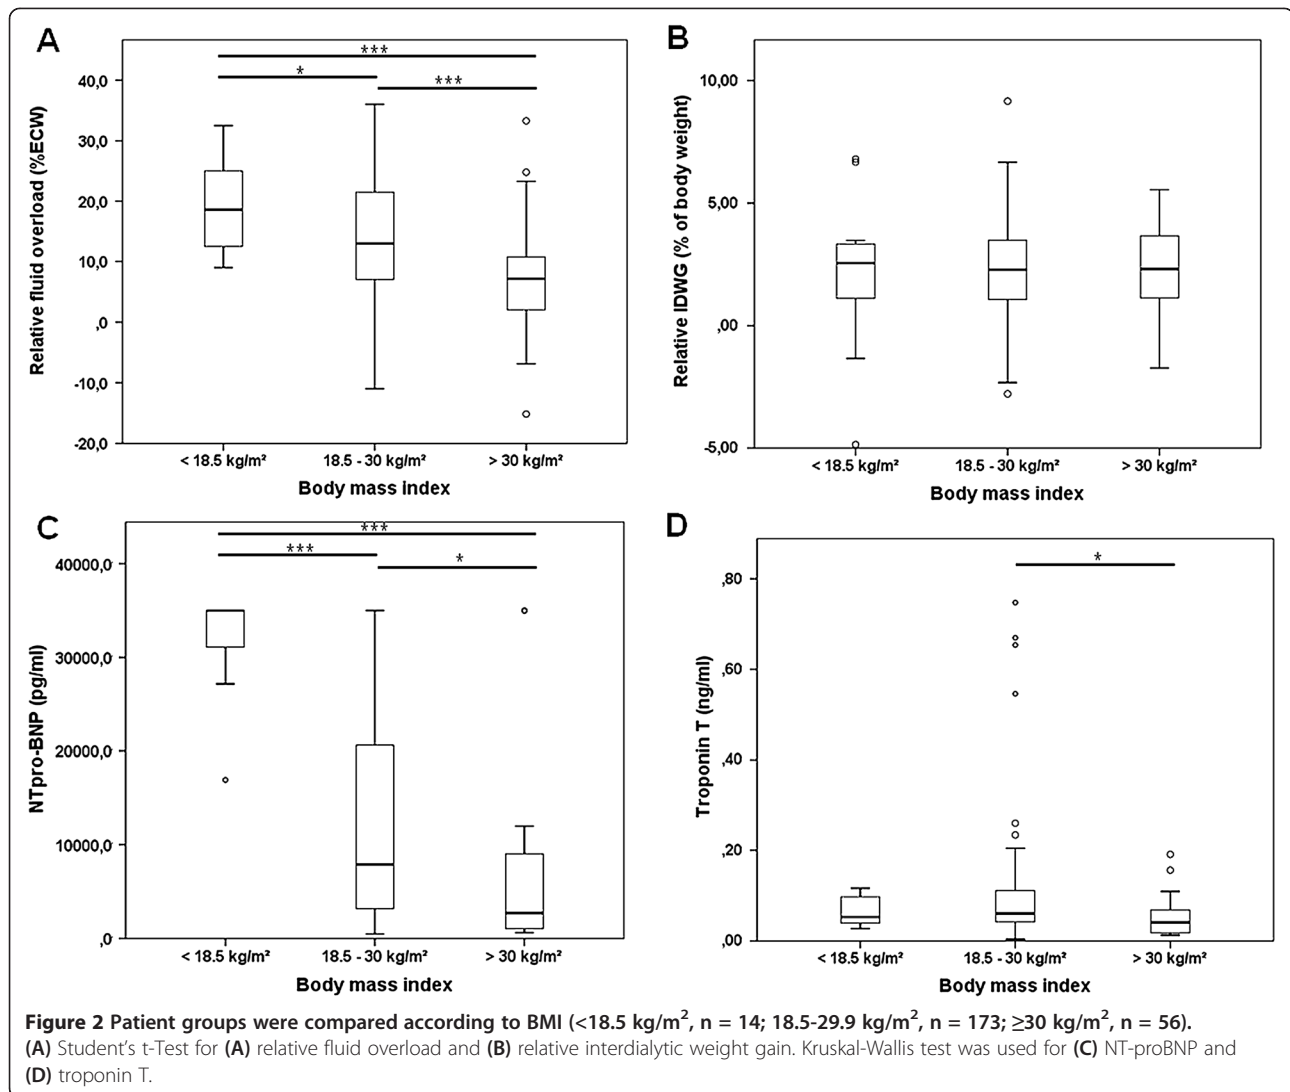 A
***
*
***
40,0
30,0
20,0
10,0
,0
-10,0
-20,0
Relative fluid overload (%ECW)
< 18.5 kg/m²
18.5 - 30 kg/m²
> 30 kg/m²
Body mass index
B
10,00
5,00
,00
-5,00
Relative IDWG (% of body weight)
< 18.5 kg/m²
18.5 - 30 kg/m²
> 30 kg/m²
Body mass index
C
***
***
*
40000,0
30000,0
20000,0
10000,0
,0
NTpro-BNP (pg/ml)
< 18.5 kg/m²
18.5 - 30 kg/m²
> 30 kg/m²
Body mass index
D
*
,80
,60
,40
,20
,00
Troponin T (ng/ml)
< 18.5 kg/m²
18.5 - 30 kg/m²
> 30 kg/m²
Body mass index
Figure 2 Patient groups were compared according to BMI (<18.5 kg/m², n = 14; 18.5-29.9 kg/m², n = 173; ≥30 kg/m², n = 56).
(A) Student's t-Test for (A) relative fluid overload and (B) relative interdialytic weight gain. Kruskal-Wallis test was used for (C) NT-proBNP and
(D) troponin T.